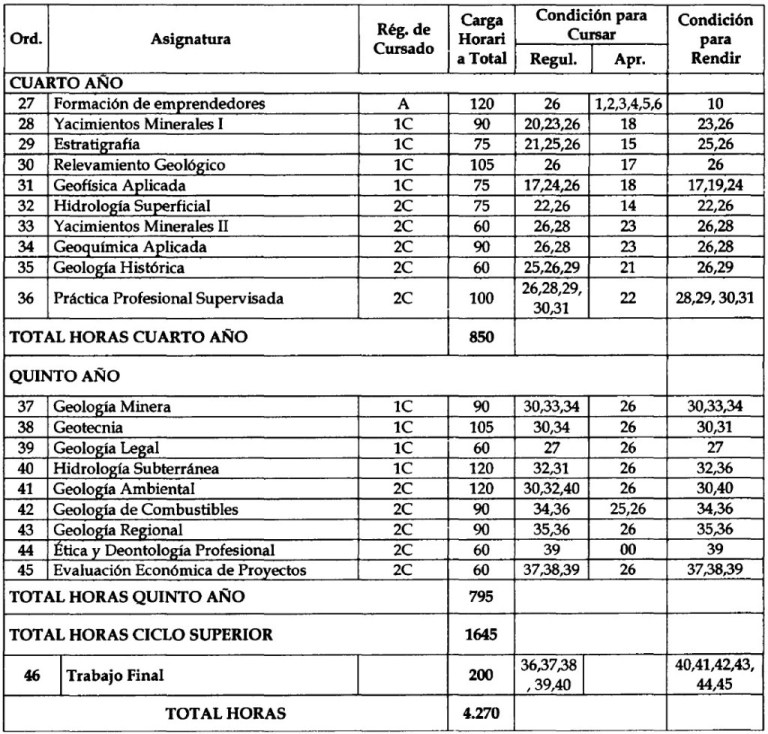 Ord. Asignatura Rég. de Cursado Carga Horari a Total Condición para Cursar Condición para Rendir
Regul. Apr.
CUARTO AÑO
27 Formación de emprendedores A 120 26 1,2,3,4,5,6 10
28 Yacimientos Minerales I 1C 90 20,23,26 18 23,26
29 Estratigrafía 1C 75 21,25,26 15 25,26
30 Relevamiento Geológico 1C 105 26 17 26
31 Geofísica Aplicada 1C 75 17,24,26 18 17,19,24
32 Hidrología Superficial 2C 75 22,26 14 22,26
33 Yacimientos Minerales II 2C 60 26,28 23 26,28
34 Geoquímica Aplicada 2C 90 26,28 23 26,28
35 Geología Histórica 2C 60 25,26,29 21 26,29
36 Práctica Profesional Supervisada 2C 100 26,28,29, 30,31 22 28,29, 30,31
TOTAL HORAS CUARTO AÑO 850
QUINTO AÑO
37 Geología Minera 1C 90 30,33,34 26 30,33,34
38 Geotecnia 1C 105 30,34 26 30,31
39 Geología Legal 1C 60 27 26 27
40 Hidrología Subterránea 1C 120 32,31 26 32,36
41 Geología Ambiental 2C 120 30,32,40 26 30,40
42 Geología de Combustibles 2C 90 34,36 25,26 34,36
43 Geología Regional 2C 90 35,36 26 35,36
44 Ética y Deontología Profesional 2C 60 39 00 39
45 Evaluación Económica de Proyectos 2C 60 37,38,39 26 37,38,39
TOTAL HORAS QUINTO AÑO 795
TOTAL HORAS CICLO SUPERIOR 1645
46 Trabajo Final 200 36,37,38 , 39,40 40,41,42,43, 44,45
TOTAL HORAS 4.270